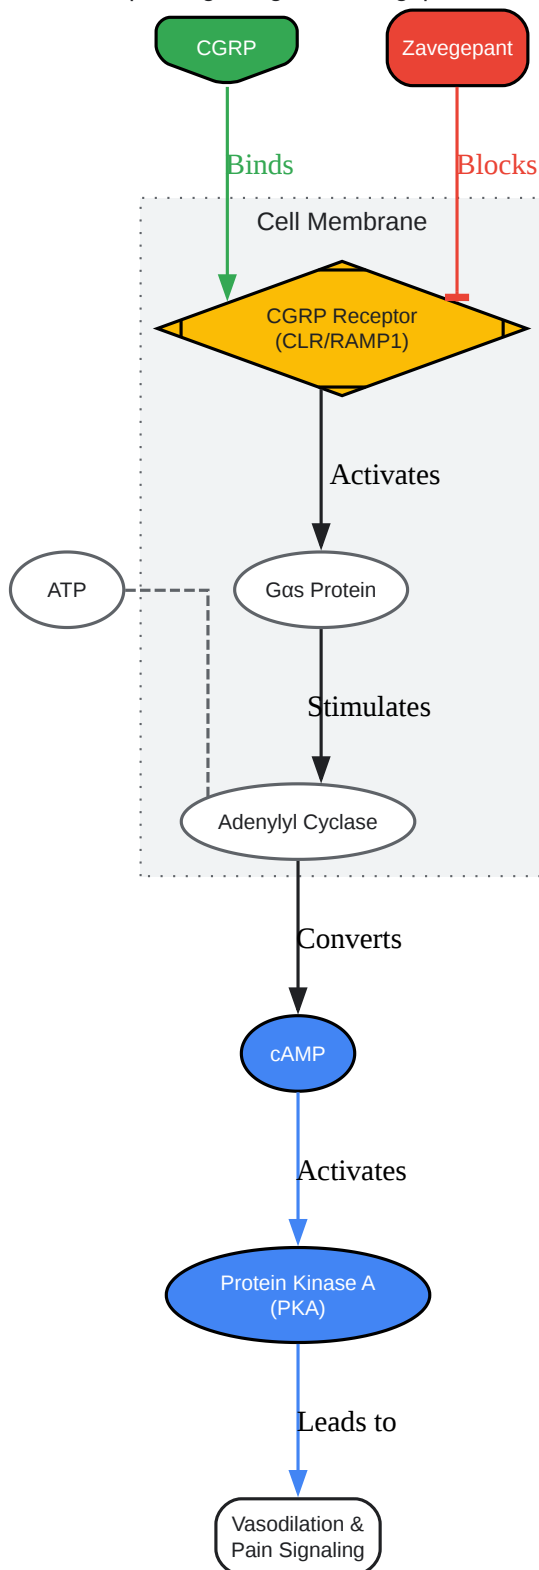 CGRP
Zavegepant
Binds
Blocks
Cell Membrane
CGRP Receptor
(CLR/RAMP1)
Activates
ATP
Gαs Protein
Stimulates
Adenylyl Cyclase
Converts
cAMP
Activates
Protein Kinase A
(PKA)
Leads to
Vasodilation &
Pain Signaling